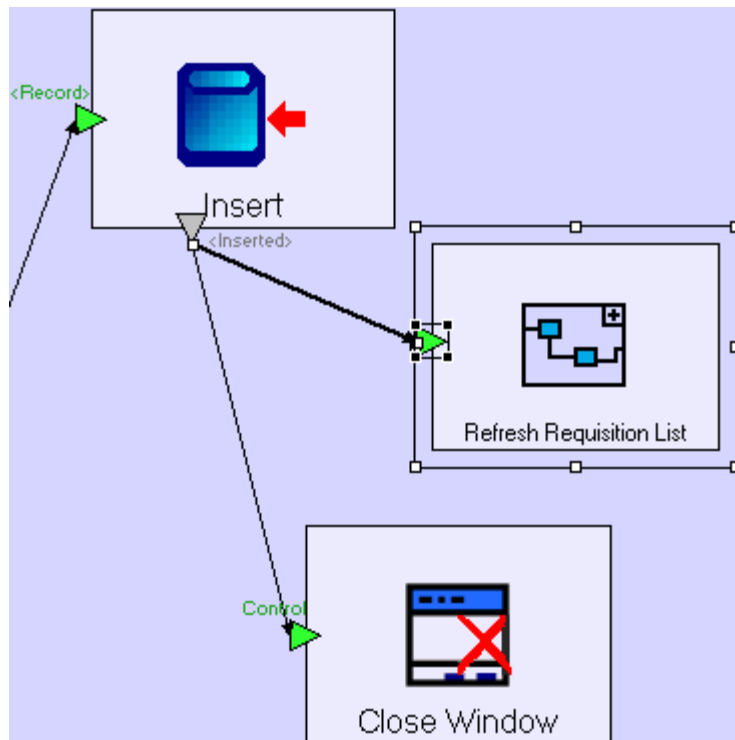 <Record>
Insert
<Inserted>
Refresh Requisition List
Control
Close Window